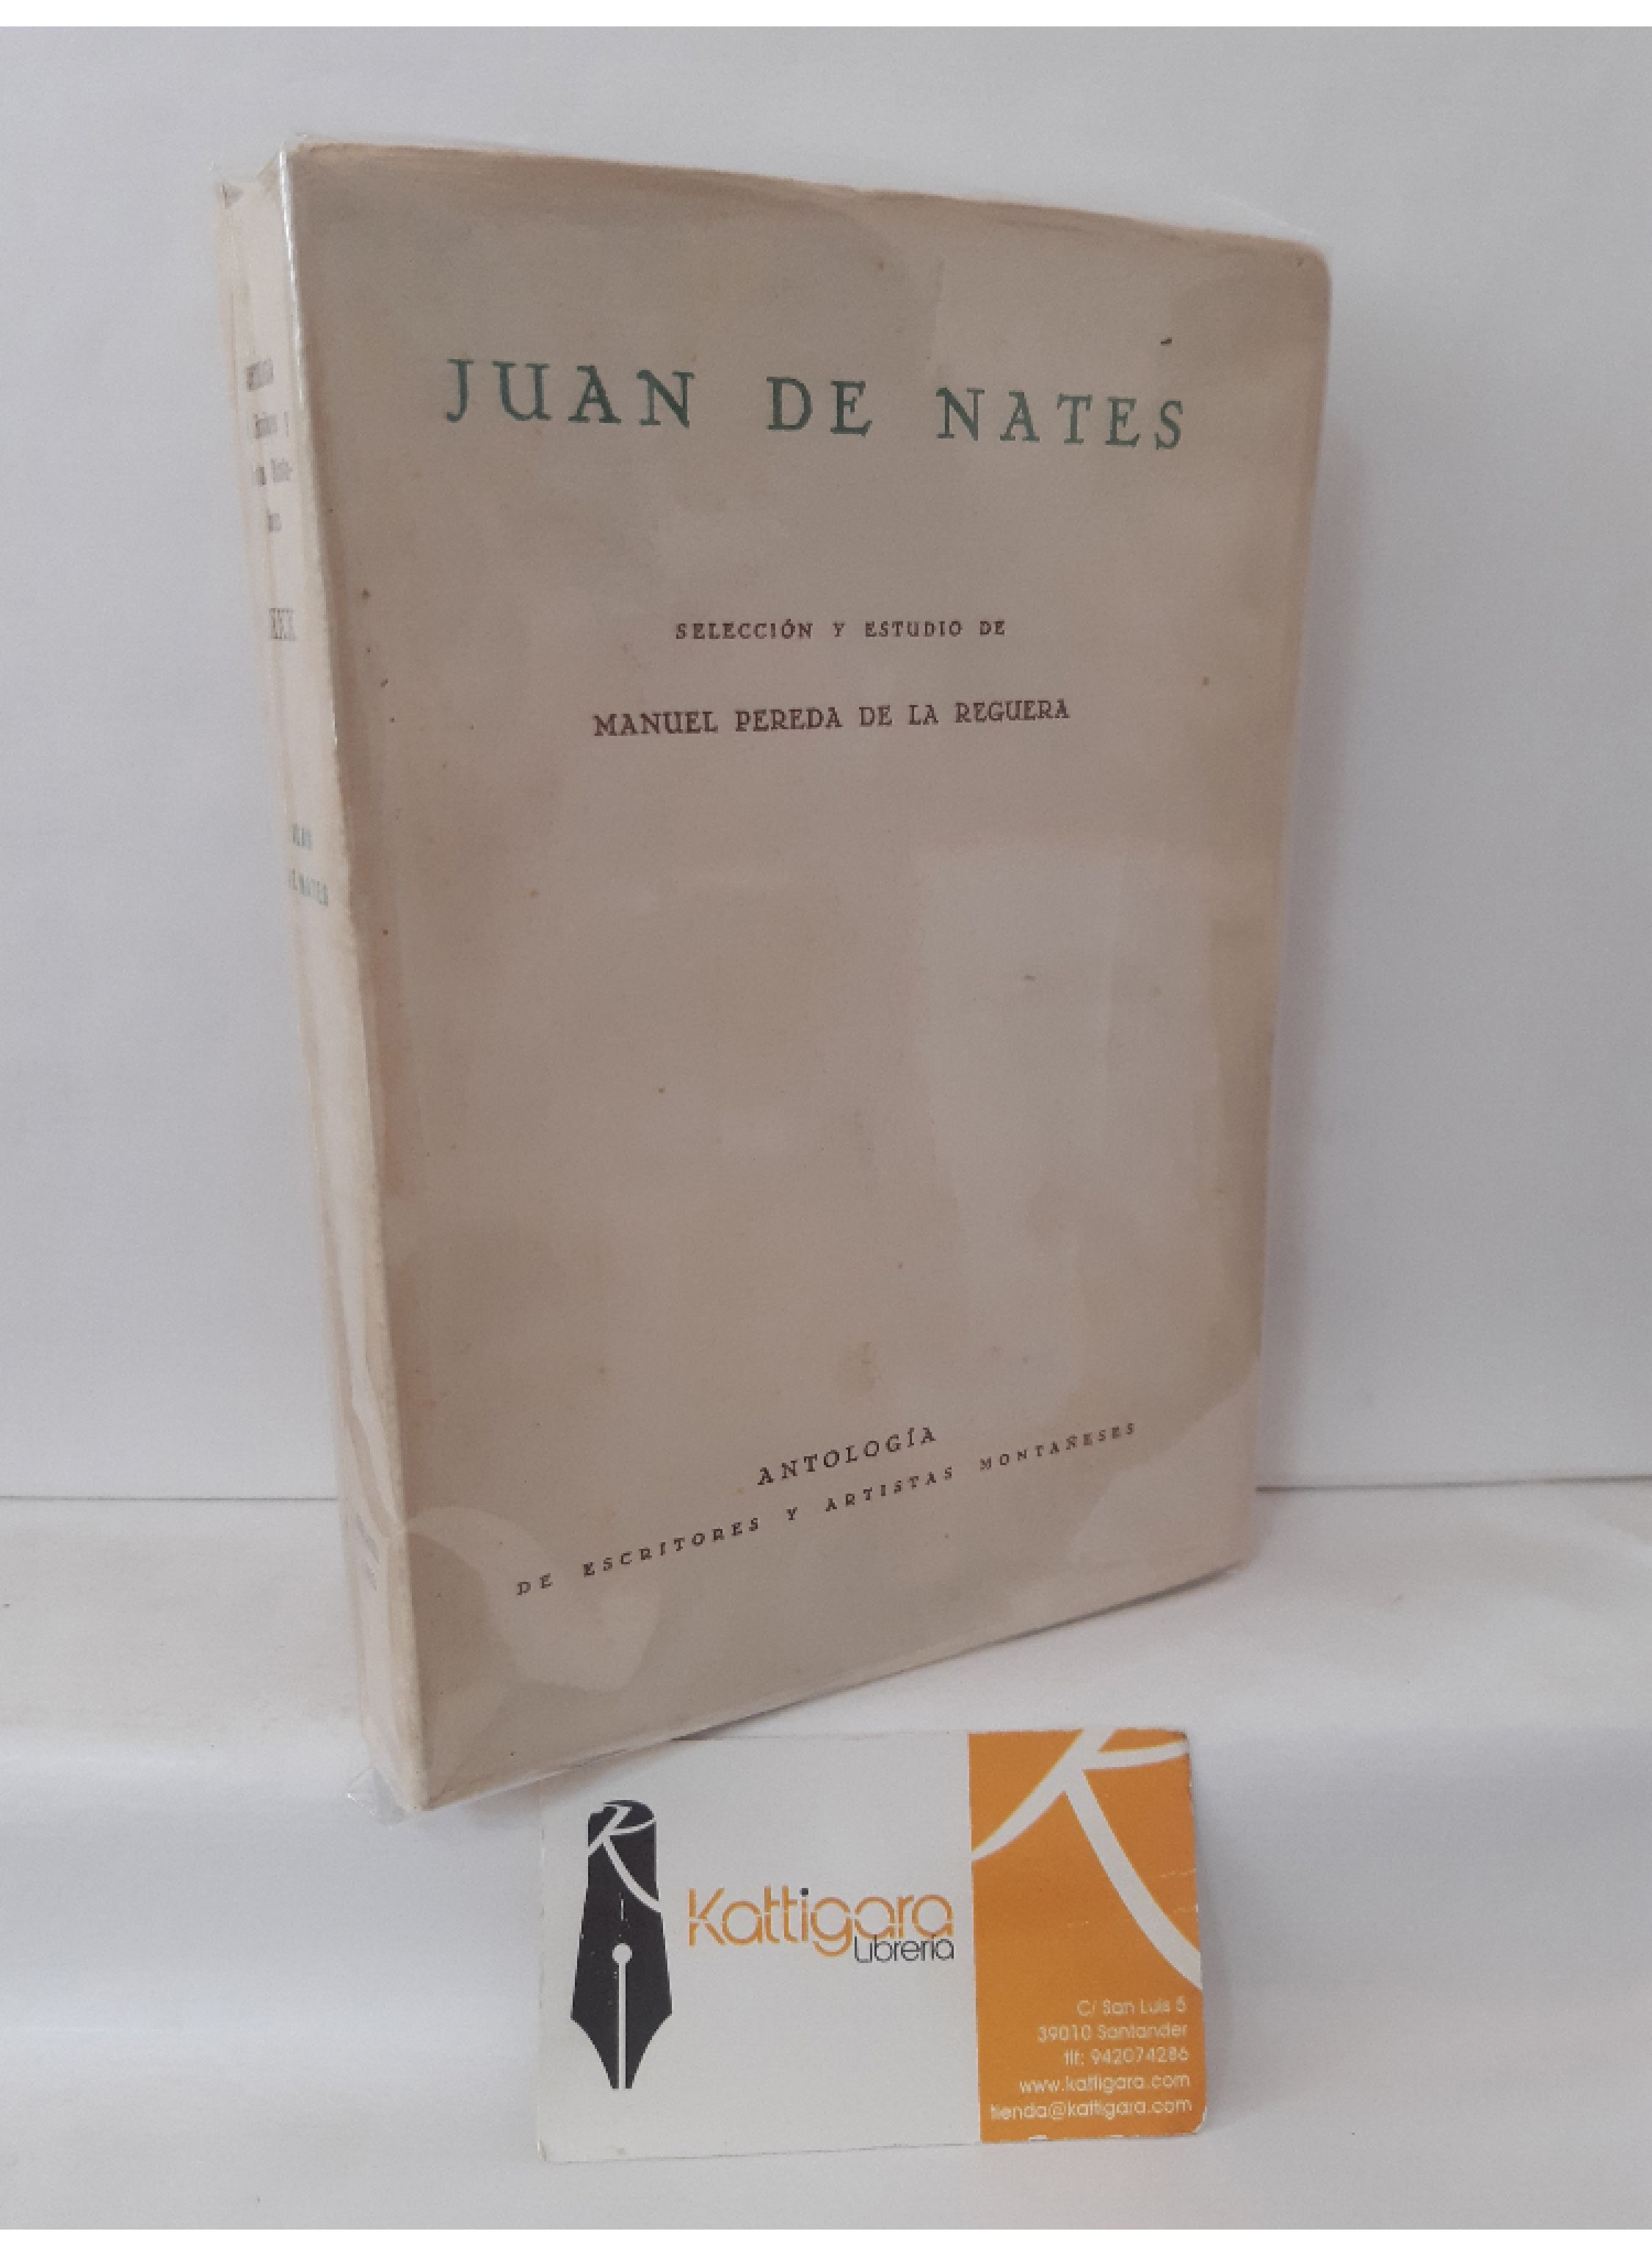 JUAN DE NATES
SELECCIÓN Y ESTUDIO DE
MANUEL PEREDA DE LA REGUERA
ANTOLOGÍA
DE ESCRITORES Y ARTISTAS MONTAÑESES
Kattigara
Librería
C/ San Luis 5
39010 Santander
tlf: 942074286
www.kattigara.com
tienda@kattigara.com